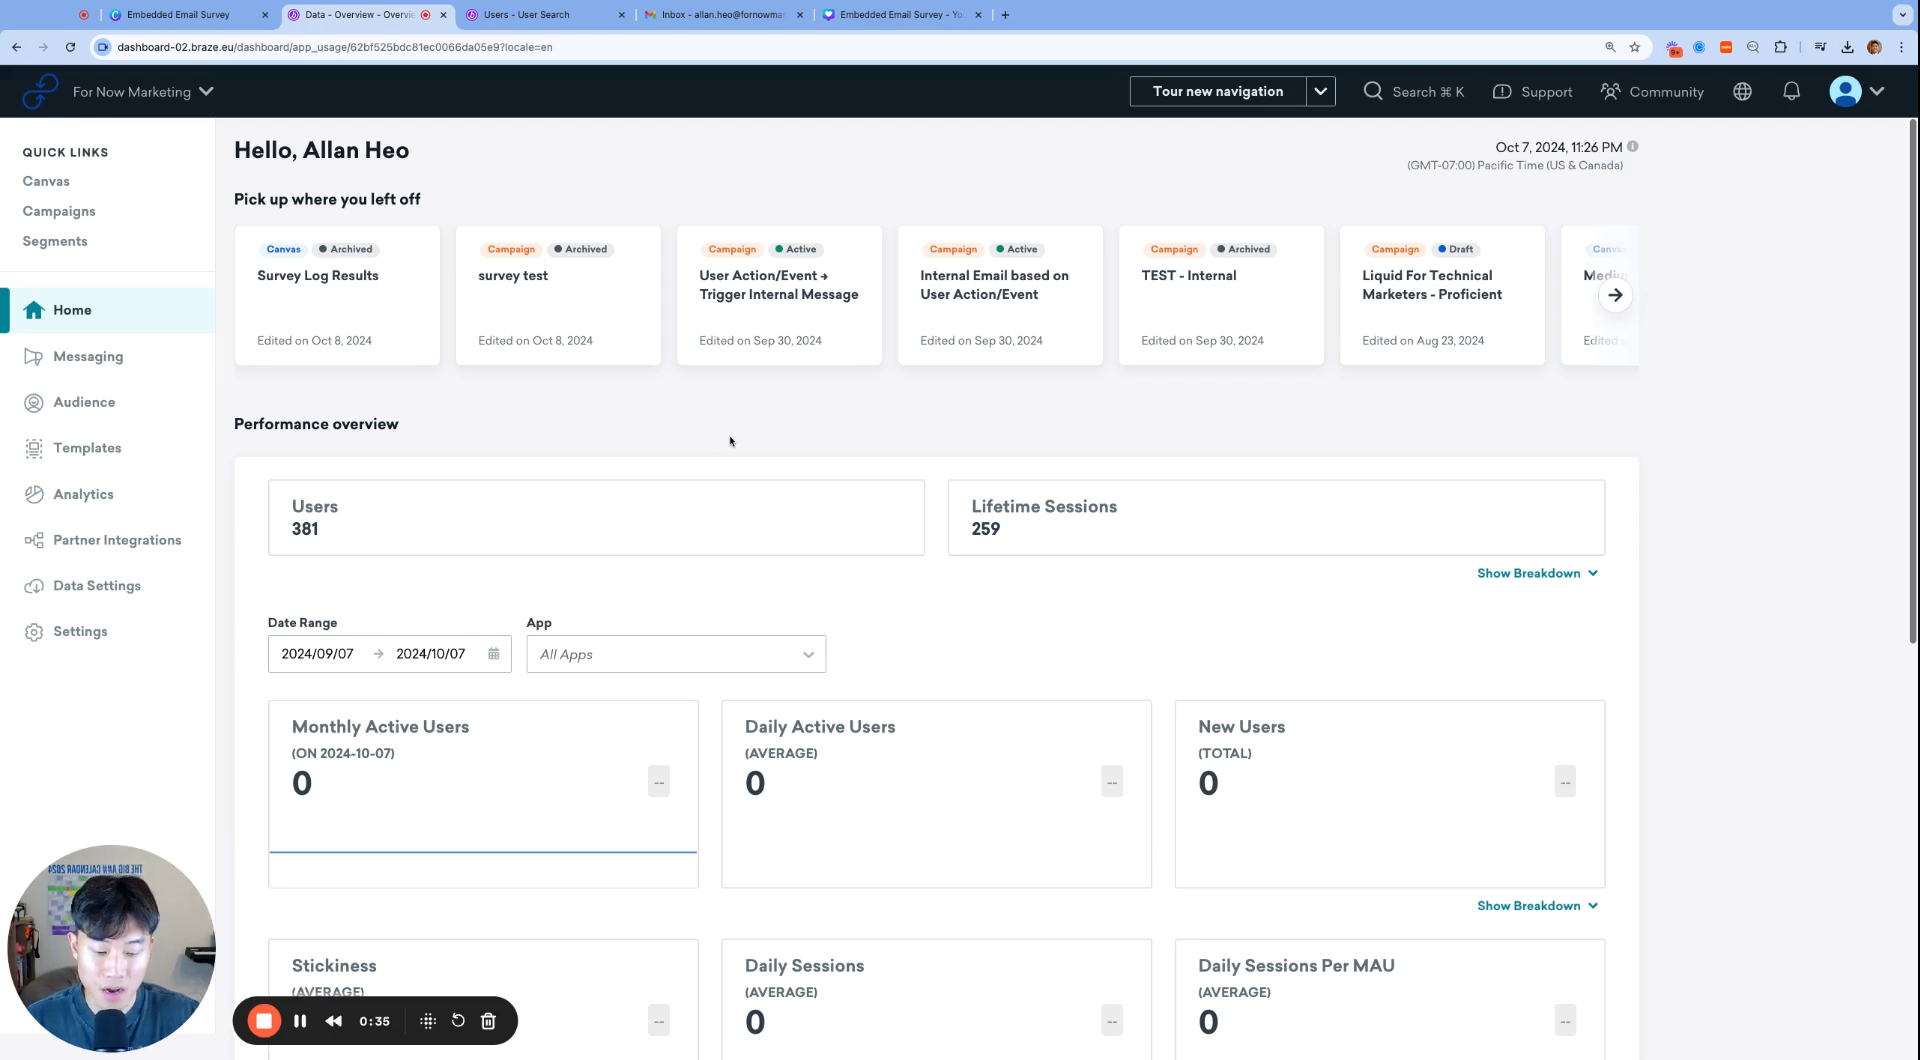 Embedded Email Survey
Data - Overview - Overvie
Users - User Search
Inbox - allan.heo@fornowmar
Embedded Email Survey - Yo
dashboard-02.braze.eu/dashboard/app_usage/62bf525bdc81ec0066da05e9?locale=en
9+
For Now Marketing
Tour new navigation
Search ⌘ K
Support
Community
QUICK LINKS
Canvas
Campaigns
Segments
Home
Messaging
Audience
Templates
Analytics
Partner Integrations
Data Settings
Settings
Hello, Allan Heo
Oct 7, 2024, 11:26 PM
(GMT-07:00) Pacific Time (US & Canada)
Pick up where you left off
Canvas Archived
Survey Log Results
Edited on Oct 8, 2024
Campaign Archived
survey test
Edited on Oct 8, 2024
Campaign Active
User Action/Event →
Trigger Internal Message
Edited on Sep 30, 2024
Campaign Active
Internal Email based on
User Action/Event
Edited on Sep 30, 2024
Campaign Archived
TEST - Internal
Edited on Sep 30, 2024
Campaign Draft
Liquid For Technical
Marketers - Proficient
Edited on Aug 23, 2024
Canvas
Edited
Performance overview
Users
381
Lifetime Sessions
259
Show Breakdown
Date Range
2024/09/07 → 2024/10/07
App
All Apps
Monthly Active Users
(ON 2024-10-07)
0
--
Daily Active Users
(AVERAGE)
0
--
New Users
(TOTAL)
0
--
Show Breakdown
Stickiness
(AVERAGE)
--
Daily Sessions
(AVERAGE)
0
--
Daily Sessions Per MAU
(AVERAGE)
0
--
THE BIG A## CALENDAR 2024
0:35